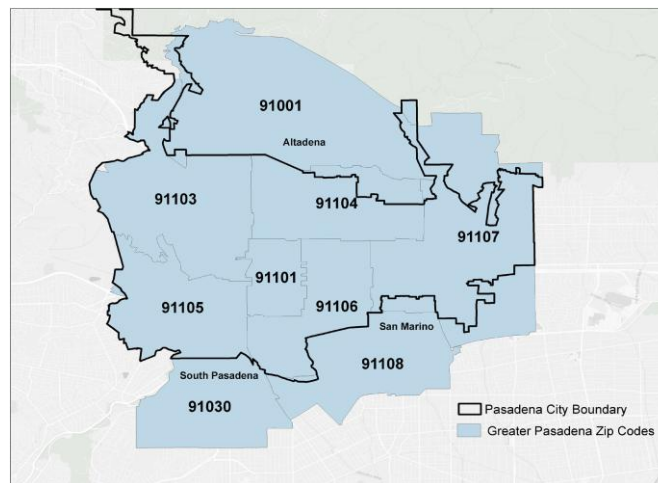 91001
Altadena
91103
91104
91107
91101
91105
91106
San Marino
91108
South Pasadena
91030
Pasadena City Boundary
Greater Pasadena Zip Codes